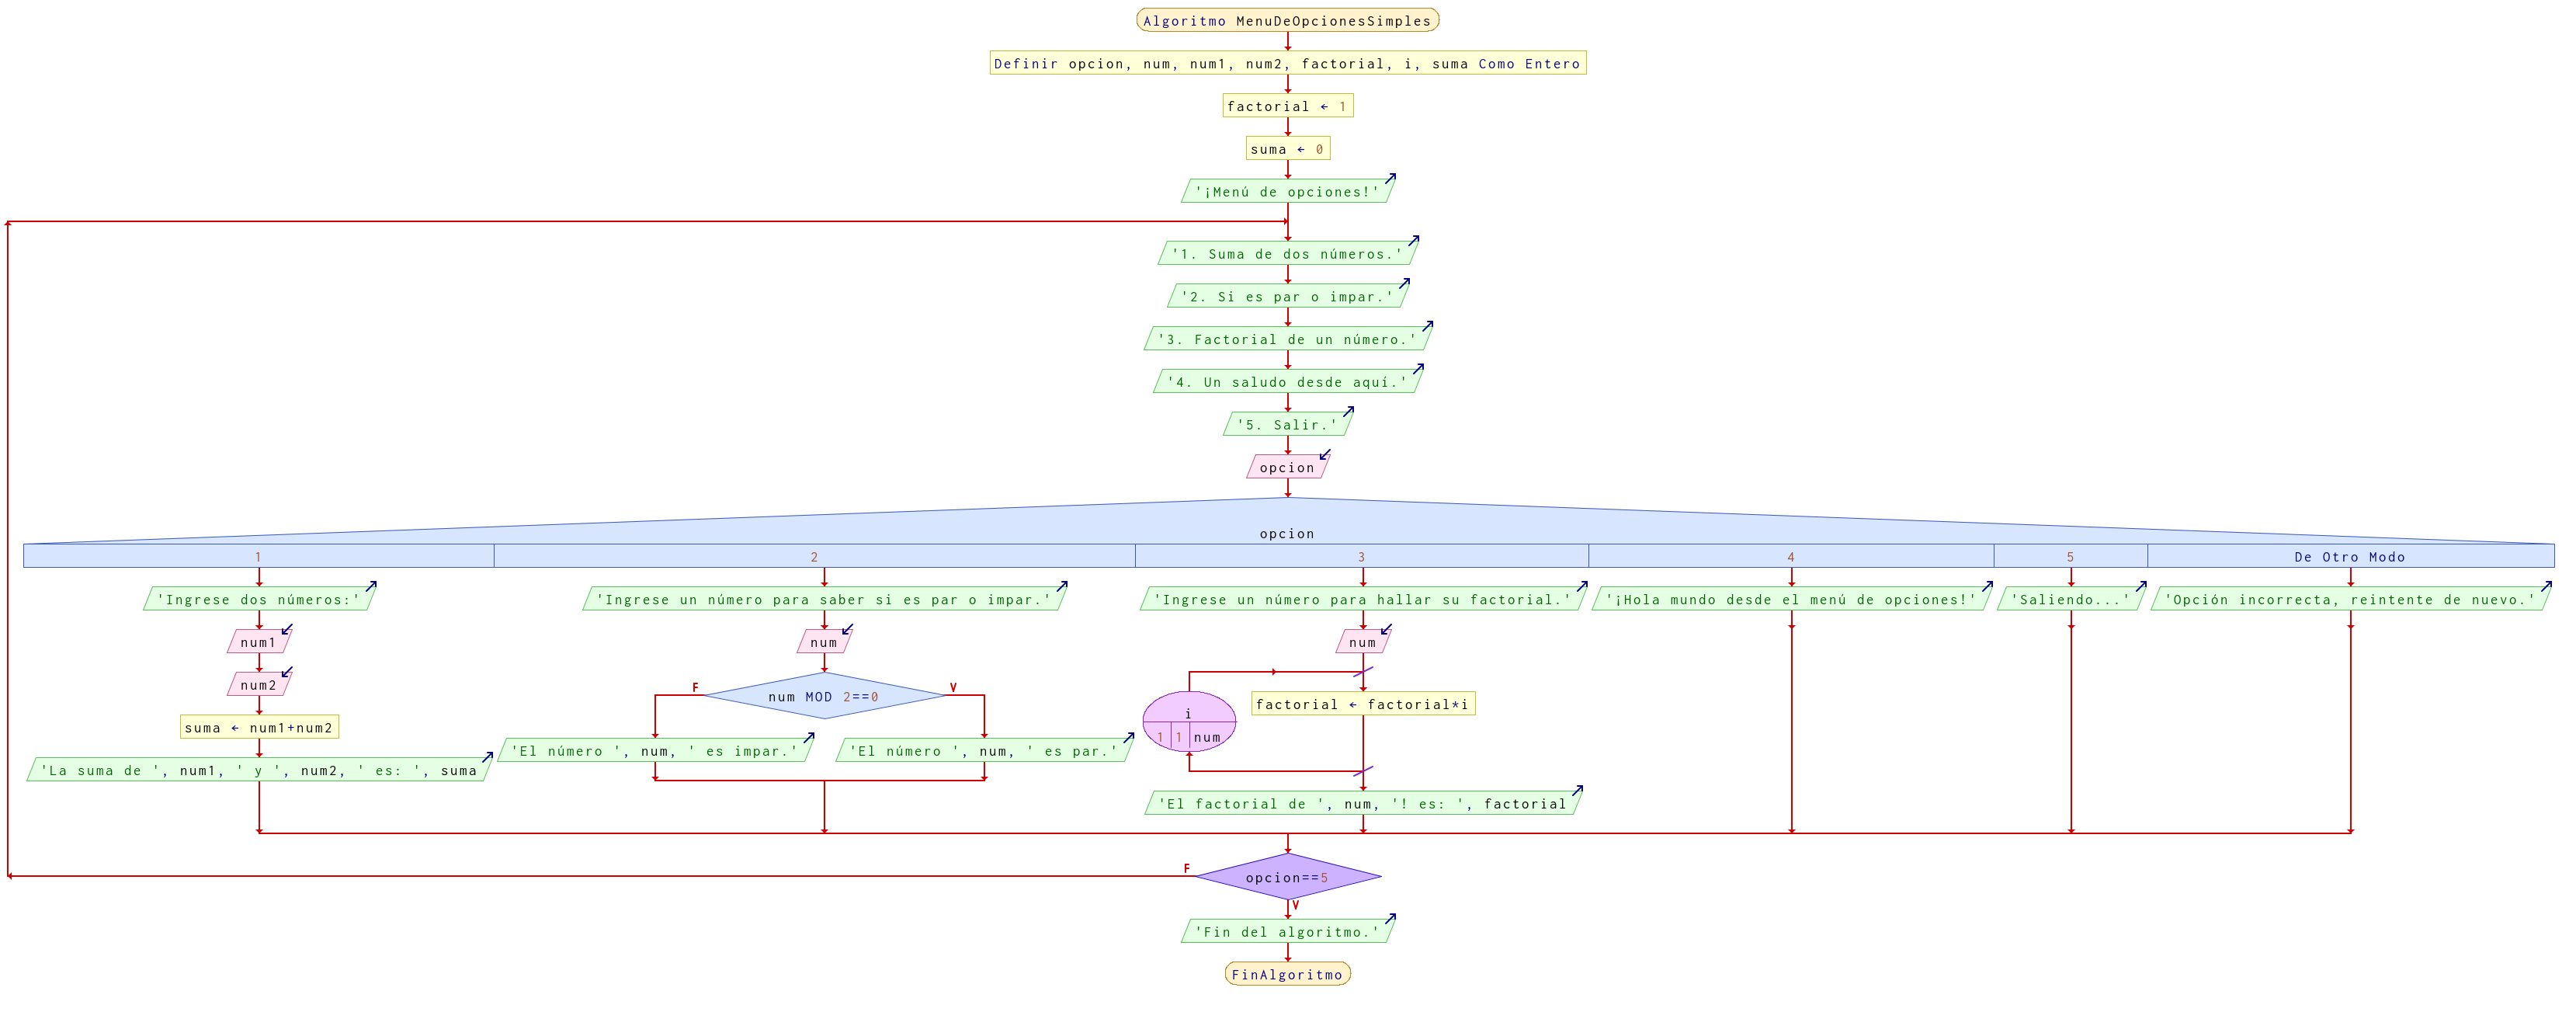 Algoritmo MenuDeOpcionesSimples
Definir opcion, num, num1, num2, factorial, i, suma Como Entero
factorial ← 1
suma ← 0
'¡Menú de opciones!'
'1. Suma de dos números.'
'2. Si es par o impar.'
'3. Factorial de un número.'
'4. Un saludo desde aquí.'
'5. Salir.'
opcion
opcion
1
2
3
4
5
De Otro Modo
'Ingrese dos números:'
num1
num2
suma ← num1+num2
'La suma de ', num1, ' y ', num2, ' es: ', suma
'Ingrese un número para saber si es par o impar.'
num
num MOD 2==0
F
V
'El número ', num, ' es impar.'
'El número ', num, ' es par.'
'Ingrese un número para hallar su factorial.'
num
i
1 1 num
factorial ← factorial*i
'El factorial de ', num, '! es: ', factorial
'¡Hola mundo desde el menú de opciones!'
'Saliendo...'
'Opción incorrecta, reintente de nuevo.'
F
opcion==5
V
'Fin del algoritmo.'
FinAlgoritmo